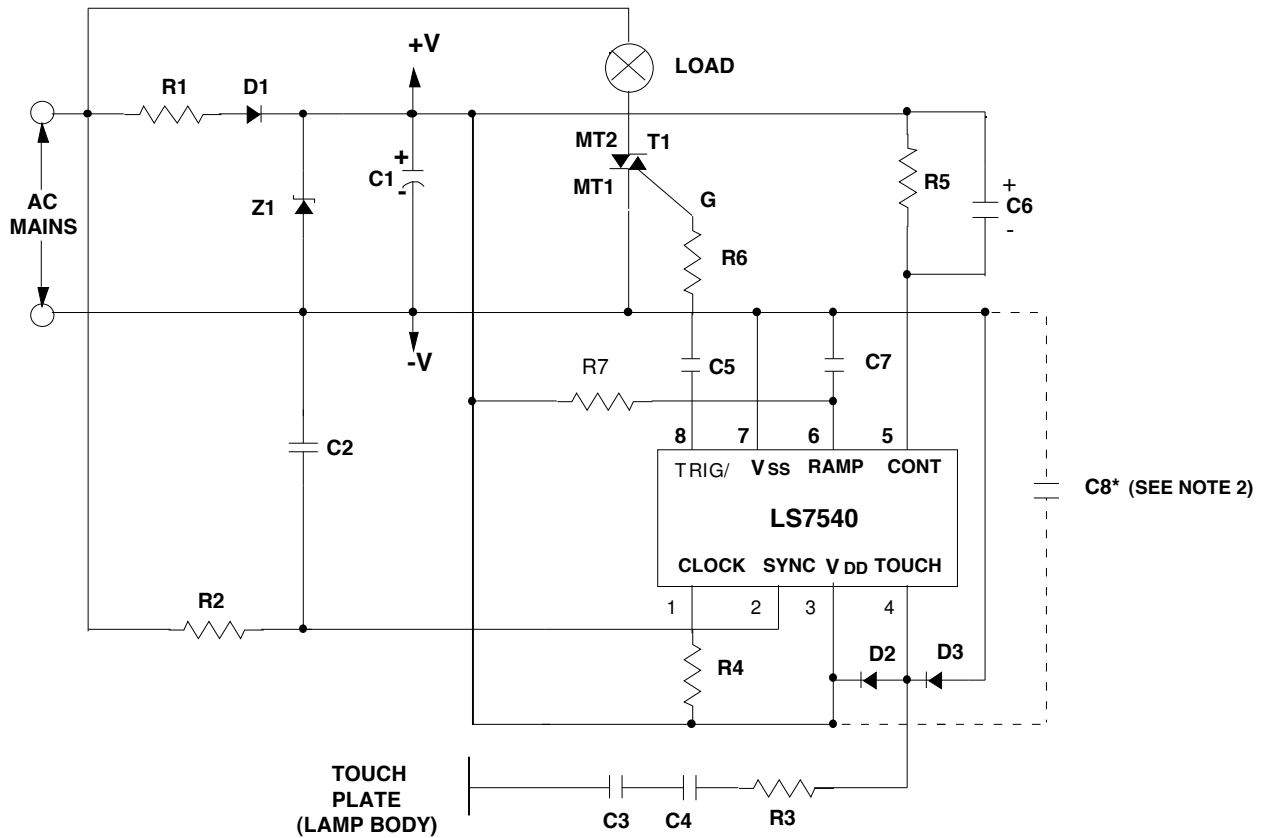 +V
LOAD
R1
D1
MT2
T1
MT1
+
C1
-
R5
+
C6
-
AC
MAINS
Z1
G
R6
-V
R7
C5
C7
C2
8
7
6
5
TRIG/
V SS
RAMP
CONT
C8* (SEE NOTE 2)
LS7540
CLOCK
SYNC
V DD
TOUCH
R2
1
2
3
4
R4
D2
D3
TOUCH
PLATE
(LAMP BODY)
C3
C4
R3